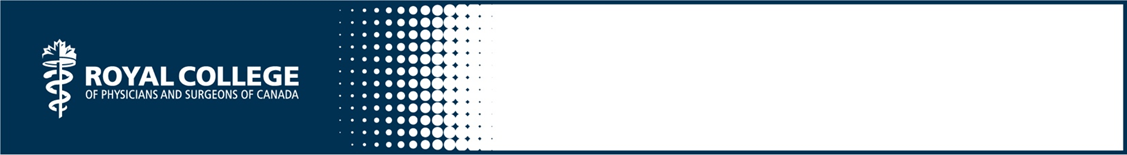 ROYAL COLLEGE
OF PHYSICIANS AND SURGEONS OF CANADA